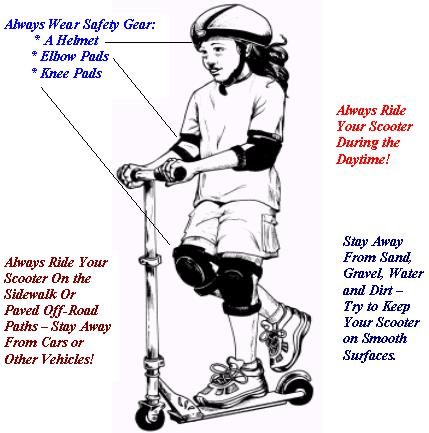 Always Wear Safety Gear:
* A Helmet
* Elbow Pads
* Knee Pads
Always Ride
Your Scooter
During the
Daytime!
Always Ride Your
Scooter On the
Sidewalk Or
Paved Off-Road
Paths – Stay Away
From Cars or
Other Vehicles!
Stay Away
From Sand,
Gravel, Water
and Dirt –
Try to Keep
Your Scooter
on Smooth
Surfaces.